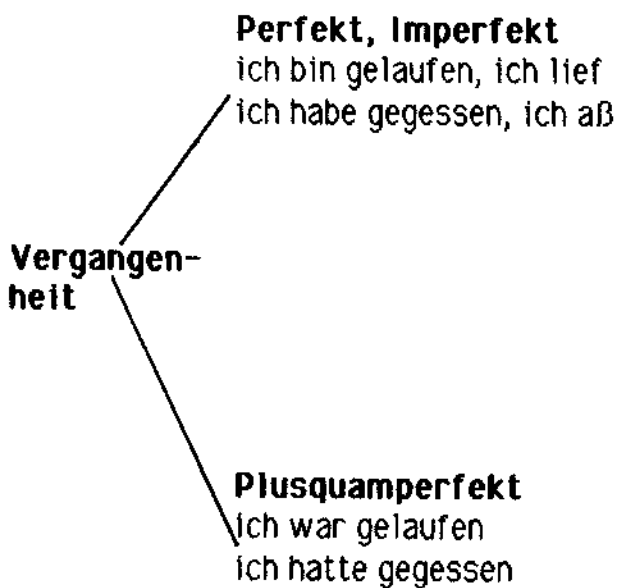 Perfekt, Imperfekt
ich bin gelaufen, ich lief
ich habe gegessen, ich aß
Vergangen-
heit
Plusquamperfekt
ich war gelaufen
ich hatte gegessen